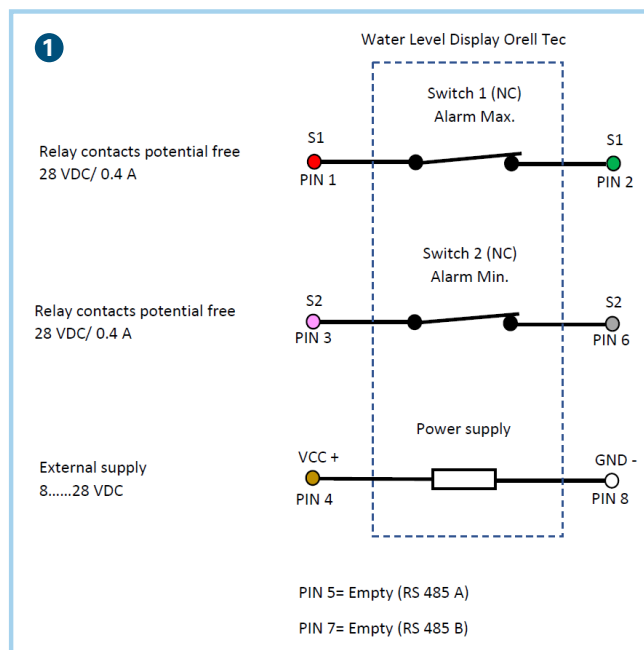 1
Water Level Display Orell Tec
Switch 1 (NC)
Alarm Max.
S1
S1
Relay contacts potential free
28 VDC/ 0.4 A
PIN 1
PIN 2
Switch 2 (NC)
Alarm Min.
S2
S2
Relay contacts potential free
28 VDC/ 0.4 A
PIN 3
PIN 6
Power supply
VCC +
GND -
External supply
8......28 VDC
PIN 4
PIN 8
PIN 5= Empty (RS 485 A)
PIN 7= Empty (RS 485 B)